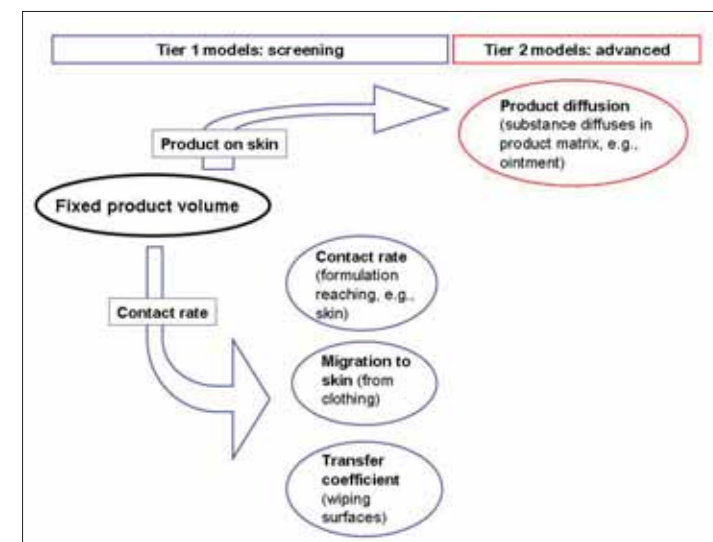 Tier 1 models: screening
Tier 2 models: advanced
Product diffusion
(substance diffuses in
product matrix, e.g.,
ointment)
Product on skin
Fixed product volume
Contact rate
(formulation
reaching, e.g.,
skin)
Contact rate
Migration to
skin (from
clothing)
Transfer
coefficient
(wiping
surfaces)